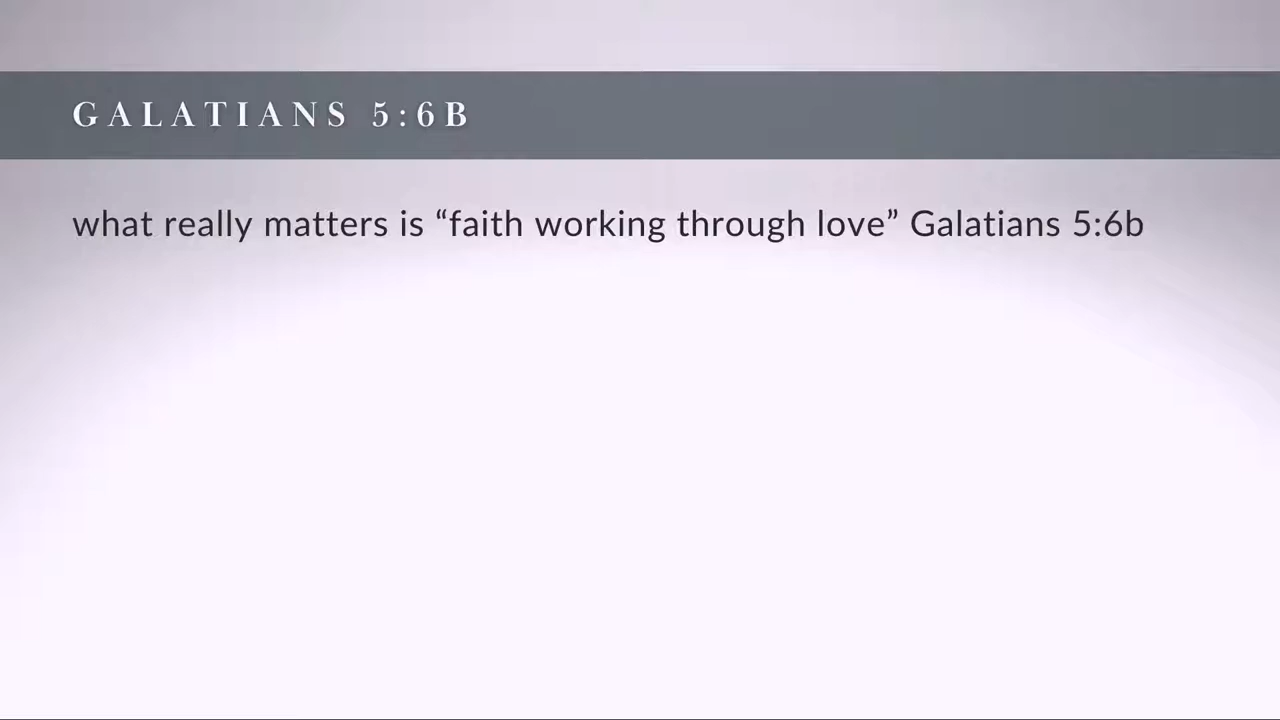 GALATIANS 5:6B
what really matters is “faith working through love” Galatians 5:6b